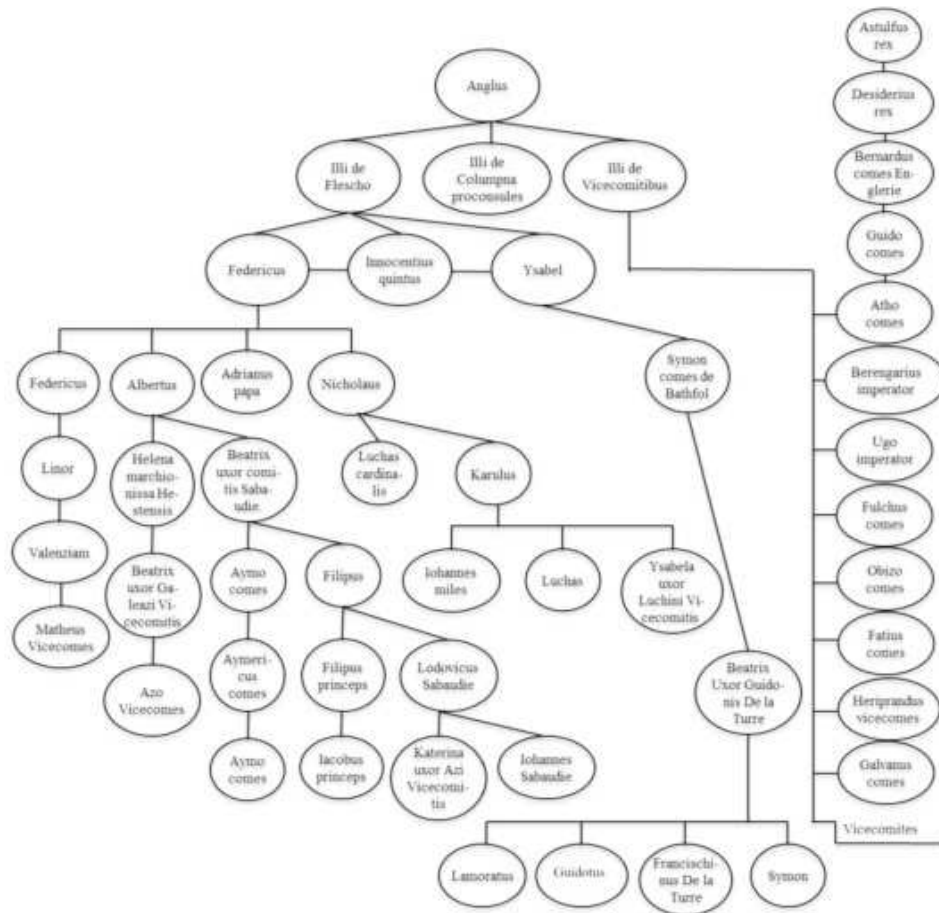 Astulfus
rex
Anglus
Desiderius
rex
Illi de
Flescho
Illi de
Columpna
proconsules
Illi de
Vicecomitibus
Bernardus
comes En-
glerie
Guido
comes
Federicus
Innocentius
quintus
Ysabel
Atho
comes
Federicus
Albertus
Adrianus
papa
Nicholaus
Symon
comes de
Bathfol
Berengarius
imperator
Linor
Helena
marchio-
nissa He-
stensis
Beatrix
uxor comi-
tis Saba-
udie
Luchas
cardina-
lis
Karulus
Ugo
imperator
Fulchus
comes
Valenziam
Beatrix
uxor Ga-
leazi Vi-
cecomitis
Aymo
comes
Filipus
Iohannes
miles
Luchas
Ysabela
uxor
Luchini Vi-
cecomitis
Obizo
comes
Matheus
Vicecomes
Fatius
comes
Azo
Vicecomes
Aymeri-
cus
comes
Filipus
princeps
Lodovicus
Sabaudie
Beatrix
Uxor Guido-
nis De la
Turre
Heriprandus
vicecomes
Aymo
comes
Iacobus
princeps
Katerina
uxor Azi
Vicecomi-
tis
Iohannes
Sabaudie
Galvanus
comes
Vicecomites
Lamoratus
Guidotus
Francischi-
nus De la
Turre
Symon